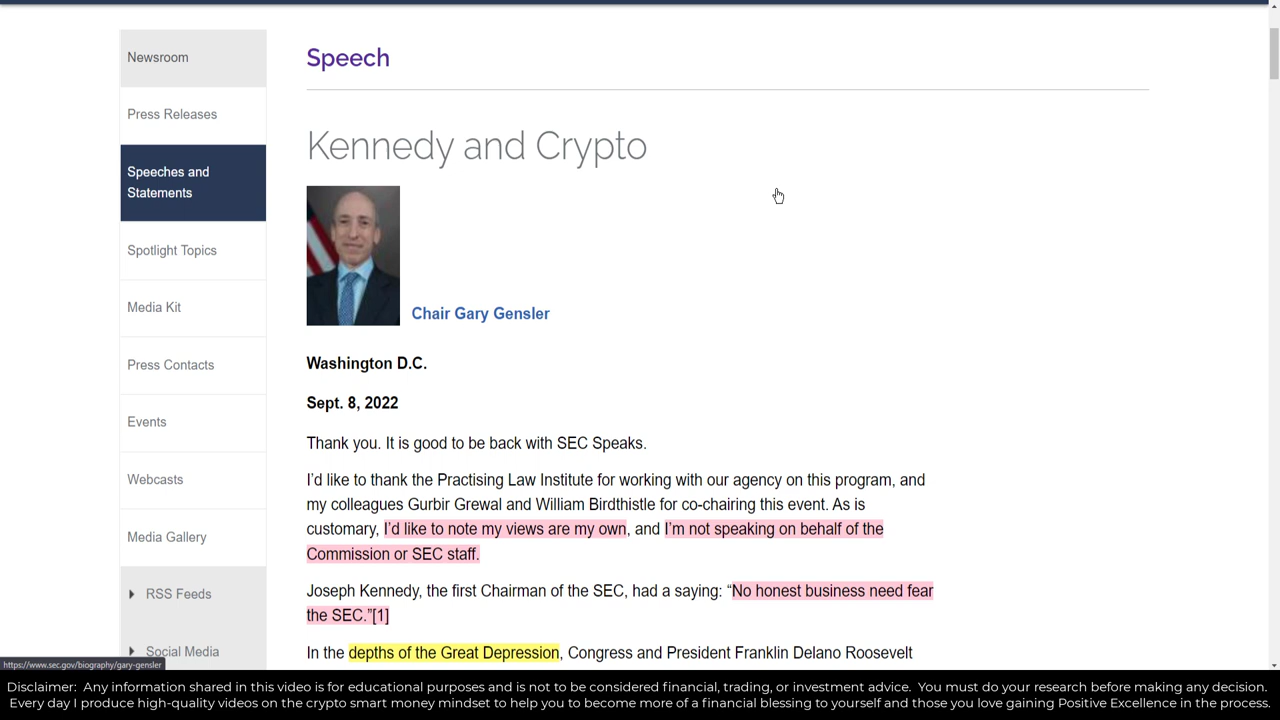 Newsroom
Press Releases
Speeches and
Statements
Spotlight Topics
Media Kit
Press Contacts
Events
Webcasts
Media Gallery
RSS Feeds
Social Media
Speech
Kennedy and Crypto
Chair Gary Gensler
Washington D.C.
Sept. 8, 2022
Thank you. It is good to be back with SEC Speaks.
I’d like to thank the Practising Law Institute for working with our agency on this program, and
my colleagues Gurbir Grewal and William Birdthistle for co-chairing this event. As is
customary, I’d like to note my views are my own, and I’m not speaking on behalf of the
Commission or SEC staff.
Joseph Kennedy, the first Chairman of the SEC, had a saying: “No honest business need fear
the SEC.”[1]
In the depths of the Great Depression, Congress and President Franklin Delano Roosevelt
https://www.sec.gov/biography/gary-gensler
Disclaimer: Any information shared in this video is for educational purposes and is not to be considered financial, trading, or investment advice. You must do your research before making any decision.
Every day I produce high-quality videos on the crypto smart money mindset to help you to become more of a financial blessing to yourself and those you love gaining Positive Excellence in the process.